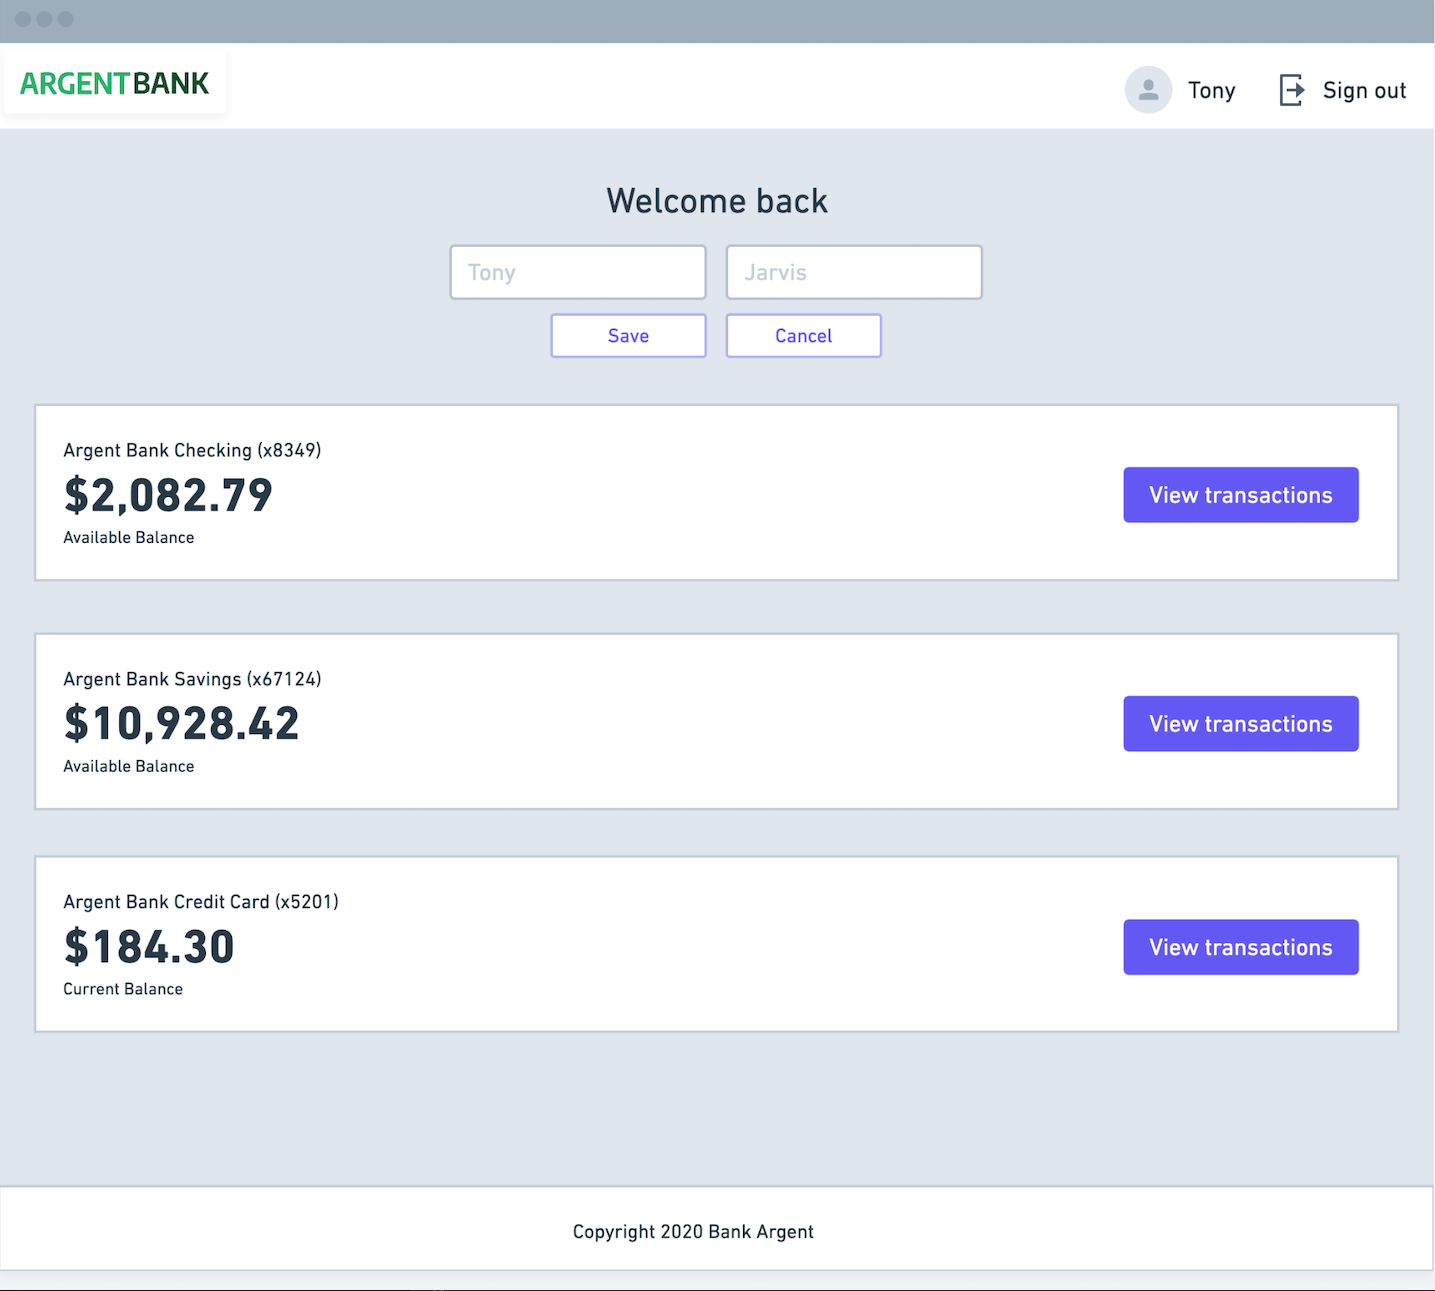 ARGENTBANK
Tony
Sign out
Welcome back
Tony
Jarvis
Save
Cancel
Argent Bank Checking (x8349)
$2,082.79
Available Balance
View transactions
Argent Bank Savings (x67124)
$10,928.42
Available Balance
View transactions
Argent Bank Credit Card (x5201)
$184.30
Current Balance
View transactions
Copyright 2020 Bank Argent